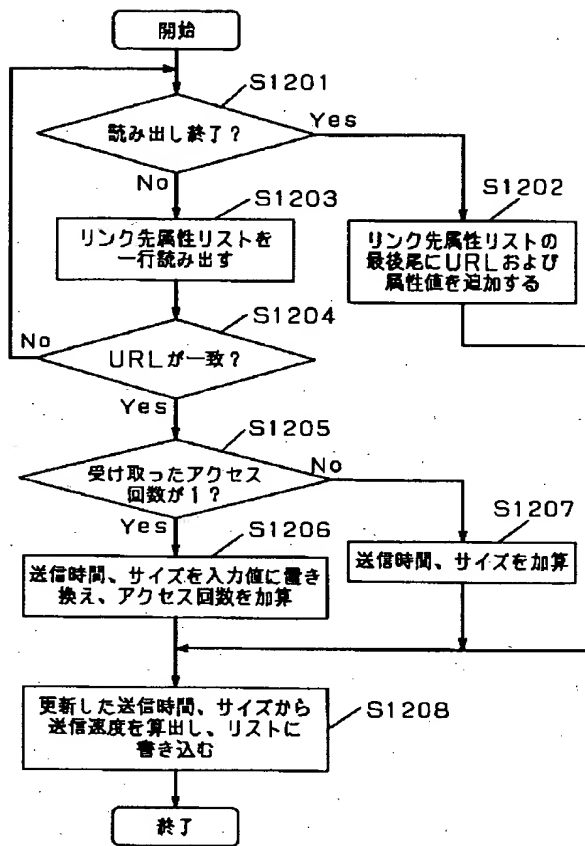 開始
S1201
読み出し終了?
Yes
No
S1203
S1202
リンク先属性リストを
一行読み出す
リンク先属性リストの
最後尾にURLおよび
属性値を追加する
S1204
No
URLが一致?
Yes
S1205
受け取ったアクセス
回数が1?
No
Yes
S1206
S1207
送信時間、サイズを入力値に置き
換え、アクセス回数を加算
送信時間、サイズを加算
更新した送信時間、サイズから
送信速度を算出し、リストに
書き込む
S1208
終了